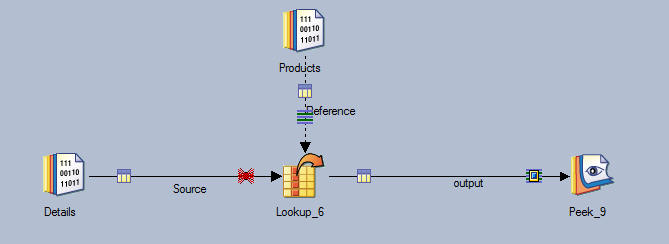 111
00110
11011
Products
Reference
111
00110
11011
Source
output
Details
Lookup_6
Peek_9